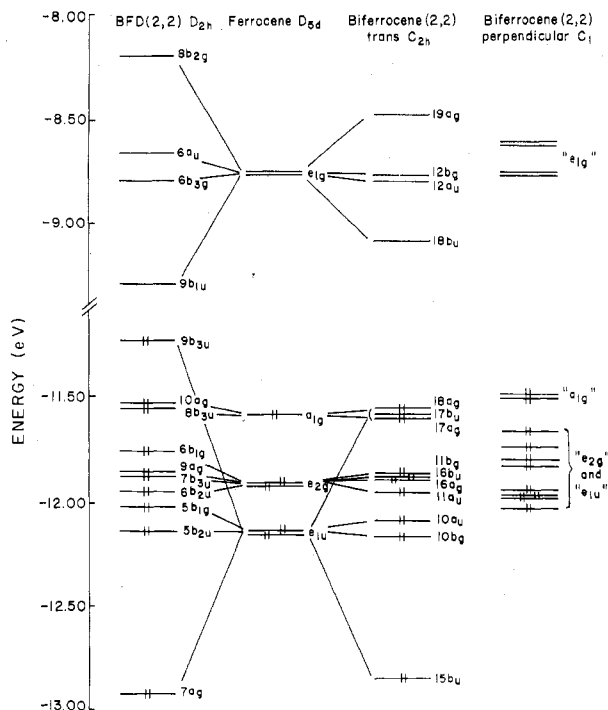 BFD(2,2) D2h
Ferrocene D5d
Biferrocene (2,2)
trans C2h
Biferrocene (2,2)
perpendicular C1
ENERGY (eV)
-8.00
-8.50
-9.00
-11.50
-12.00
-12.50
-13.00
8b2g
6au
6b3g
9b1u
9b3u
10ag
8b3u
6b1g
9ag
7b3u
6b2u
5b1g
5b2u
7ag
e1g
a1g
e2g
e1u
19ag
12bg
12au
18bu
18ag
17bu
17ag
11bg
16bu
16ag
11au
10au
10bg
15bu
"e1g"
"a1g"
"e2g"
and
"e1u"